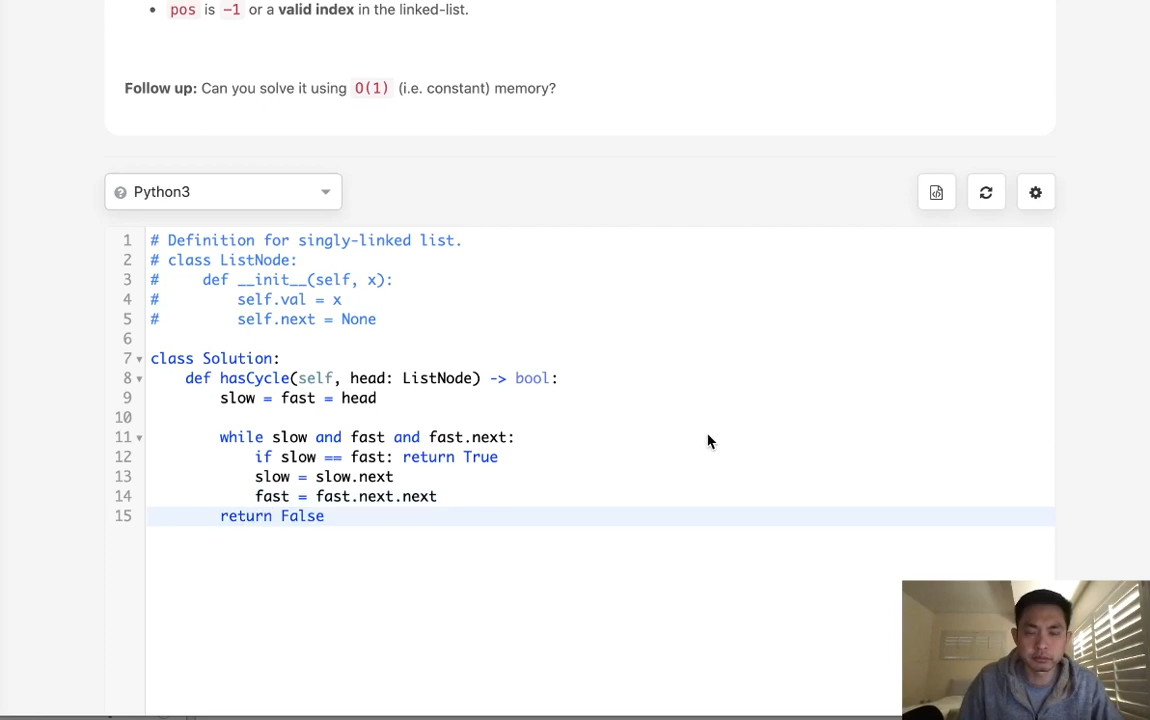 • pos is -1 or a valid index in the linked-list.
Follow up: Can you solve it using O(1) (i.e. constant) memory?
Python3
1 # Definition for singly-linked list.
2 # class ListNode:
3 #     def __init__(self, x):
4 #         self.val = x
5 #         self.next = None
6
7 class Solution:
8     def hasCycle(self, head: ListNode) -> bool:
9         slow = fast = head
10
11         while slow and fast and fast.next:
12             if slow == fast: return True
13             slow = slow.next
14             fast = fast.next.next
15         return False